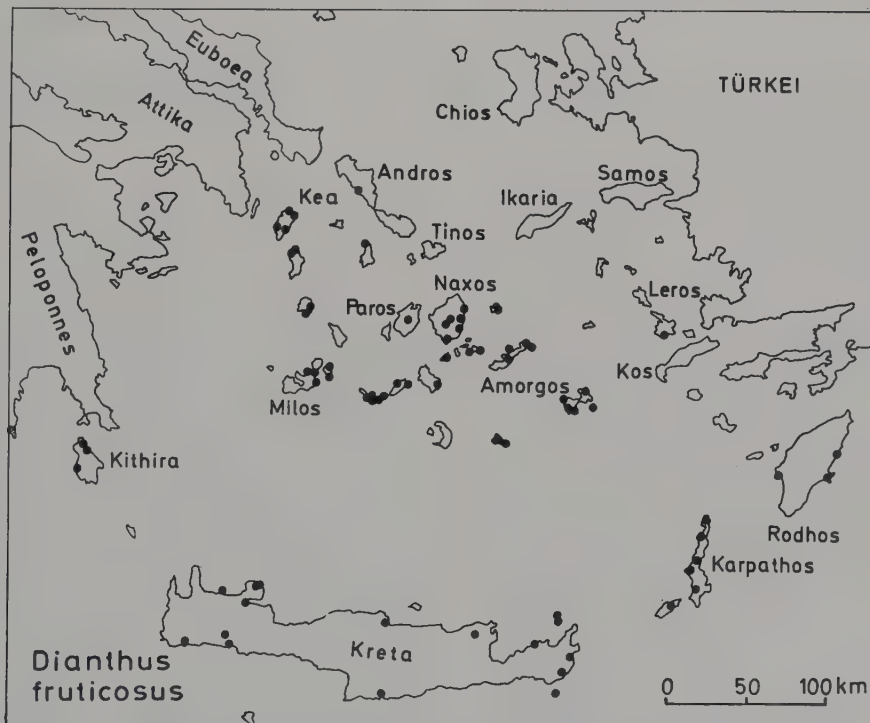 Euboea
Attika
Chios
TÜRKEI
Andros
Kea
Ikaria
Samos
Tinos
Peloponnes
Naxos
Paros
Leros
Kos
Amorgos
Milos
Kithira
Rodhos
Karpathos
Kreta
Dianthus
fruticosus
0 50 100 km